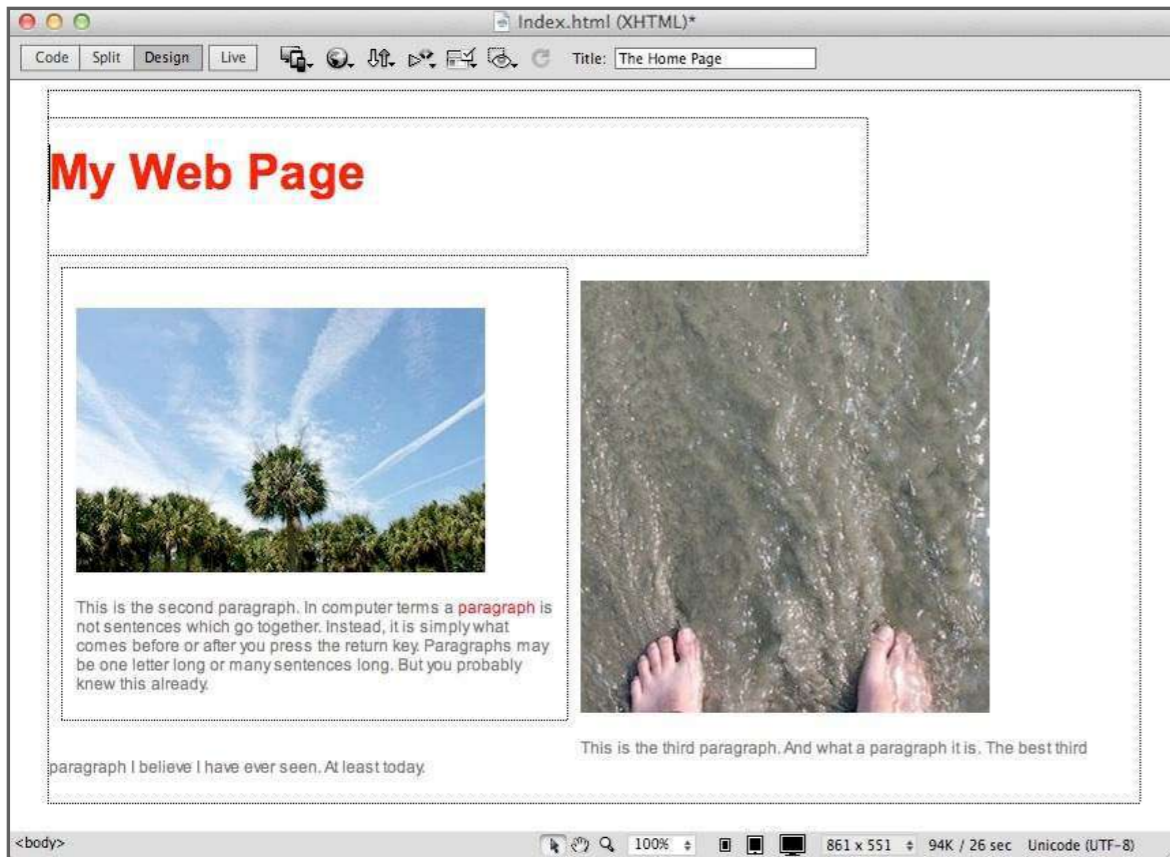 Index.html (XHTML)*
Code Split Design Live Title: The Home Page
My Web Page
This is the second paragraph. In computer terms a paragraph is
not sentences which go together. Instead, it is simply what
comes before or after you press the return key. Paragraphs may
be one letter long or many sentences long. But you probably
knew this already.
This is the third paragraph. And what a paragraph it is. The best third
paragraph I believe I have ever seen. At least today.
<body> 100% 861 x 551 94K / 26 sec Unicode (UTF-8)